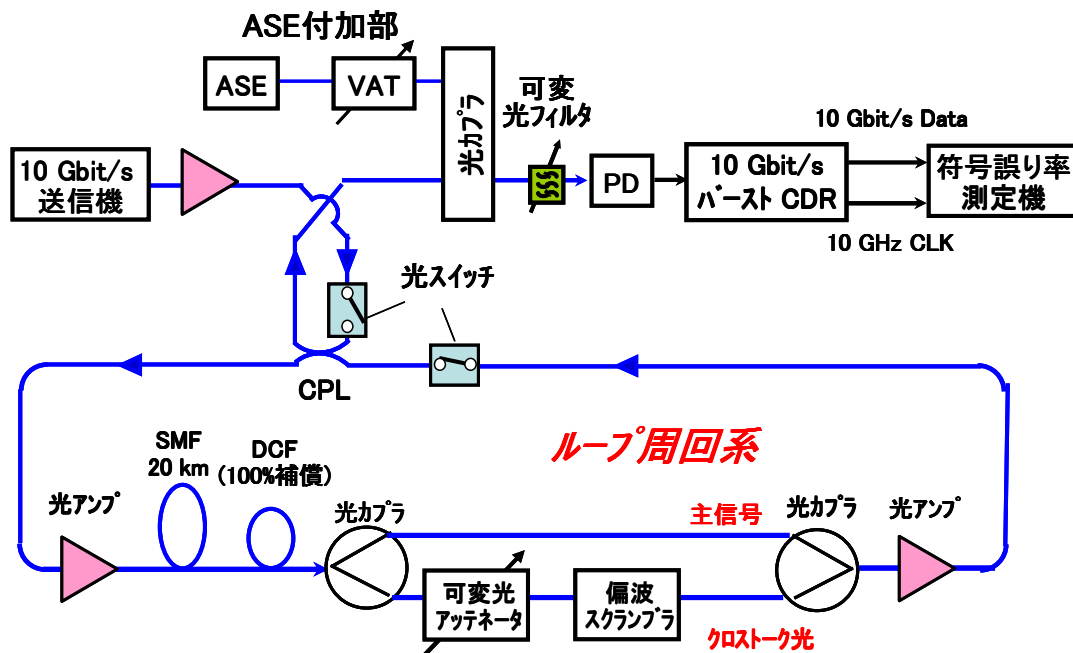 ASE付加部
ASE
VAT
光カプラ
可変
光フィルタ
10 Gbit/s Data
10 Gbit/s
送信機
PD
10 Gbit/s
バースト CDR
符号誤り率
測定機
10 GHz CLK
光スイッチ
CPL
ループ周回系
SMF
20 km
DCF
(100%補償)
光アンプ
光カプラ
主信号
光カプラ
光アンプ
可変光
アッテネータ
偏波
スクランブラ
クロストーク光